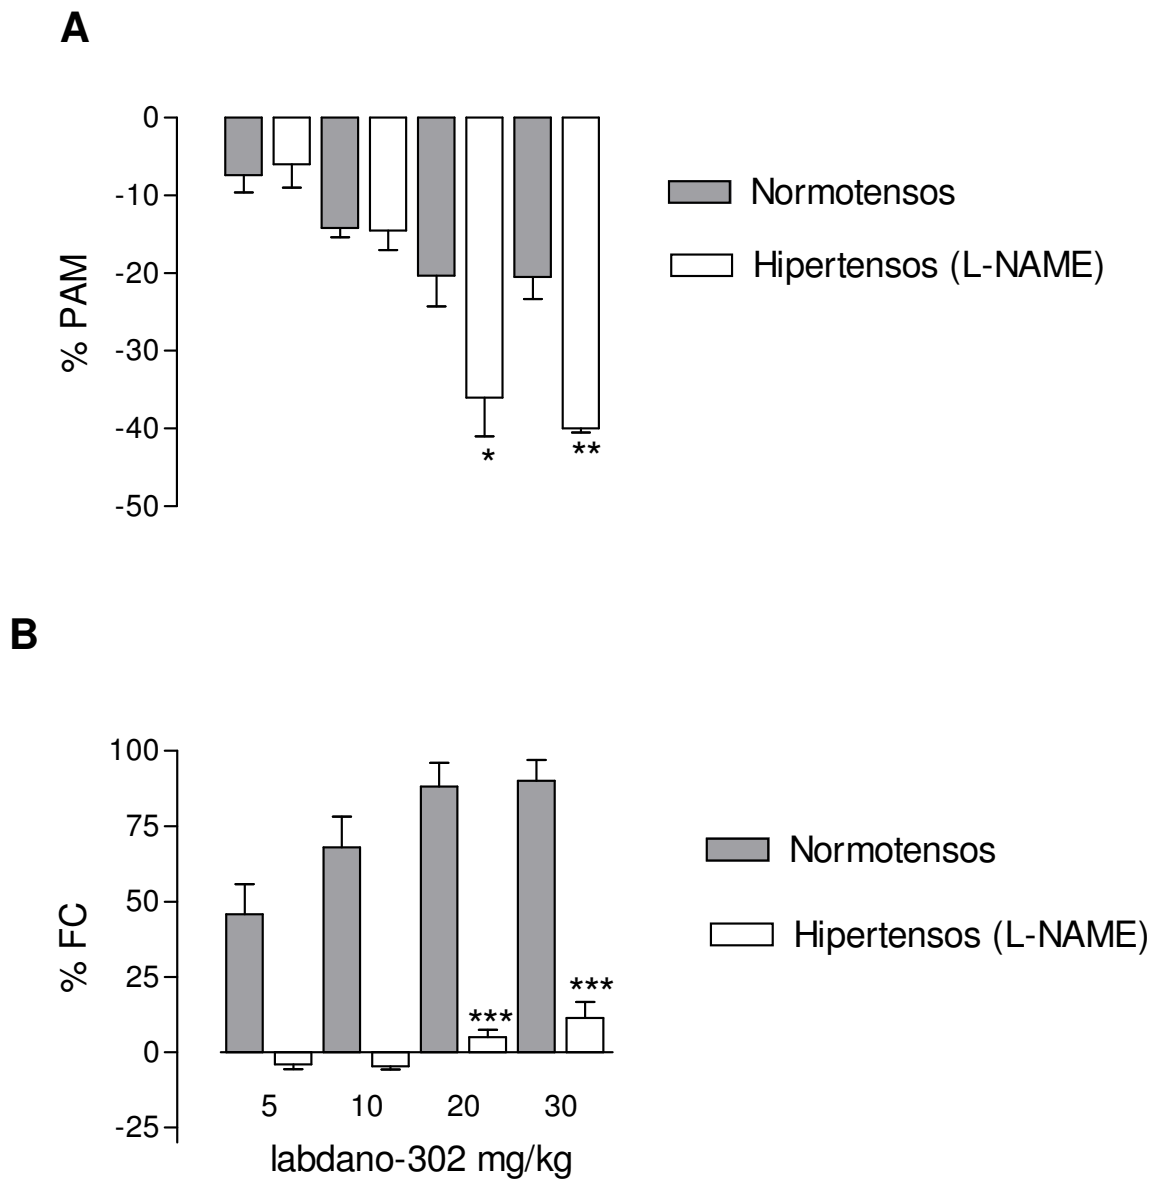 A
0
-10
-20
-30
-40
-50
% PAM
Normotensos
Hipertensos (L-NAME)
*
**
B
100
75
50
25
0
-25
% FC
Normotensos
Hipertensos (L-NAME)
***
***
5 10 20 30
labdano-302 mg/kg